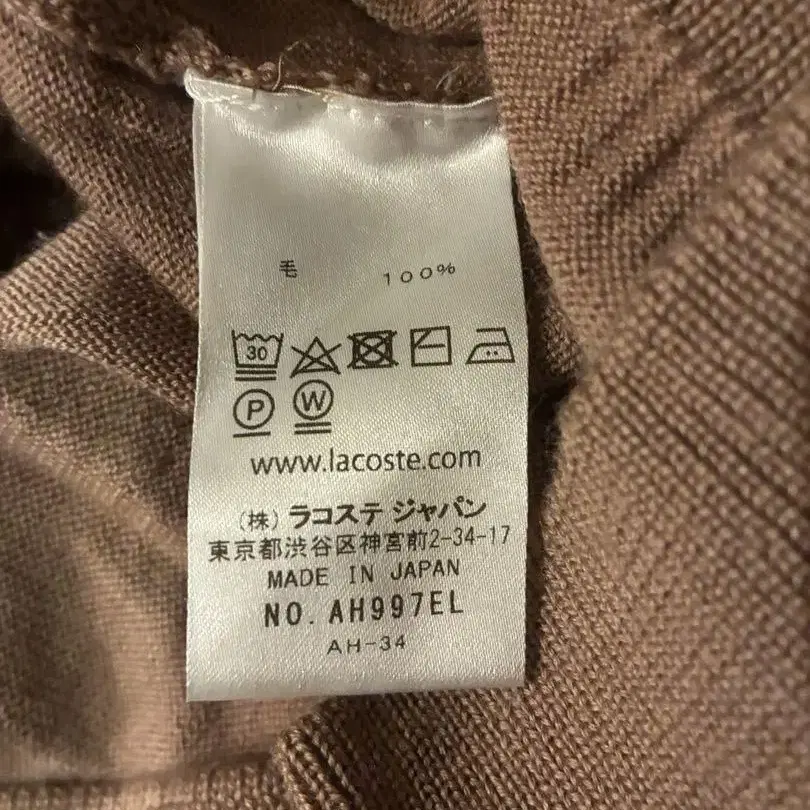 毛 100%
30
P W
www.lacoste.com
(株) ラコステ ジャパン
東京都渋谷区神宮前2-34-17
MADE IN JAPAN
NO. AH997EL
AH-34